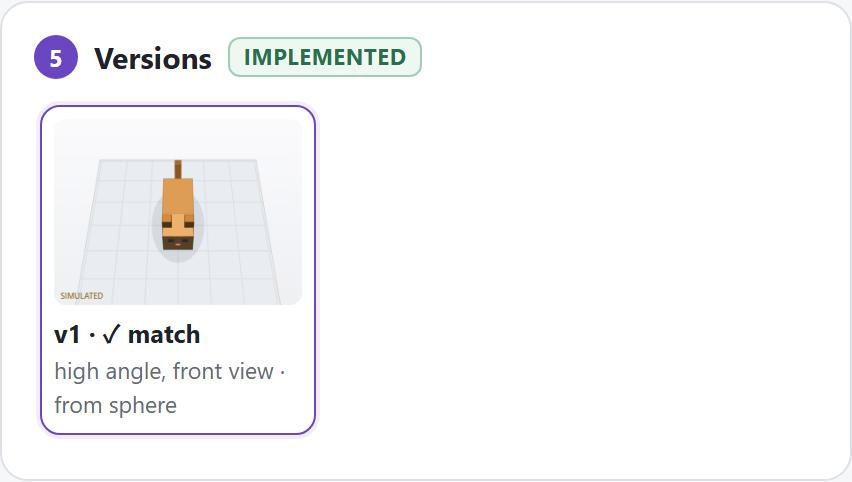 5 Versions IMPLEMENTED
SIMULATED
v1 · ✓ match
high angle, front view ·
from sphere